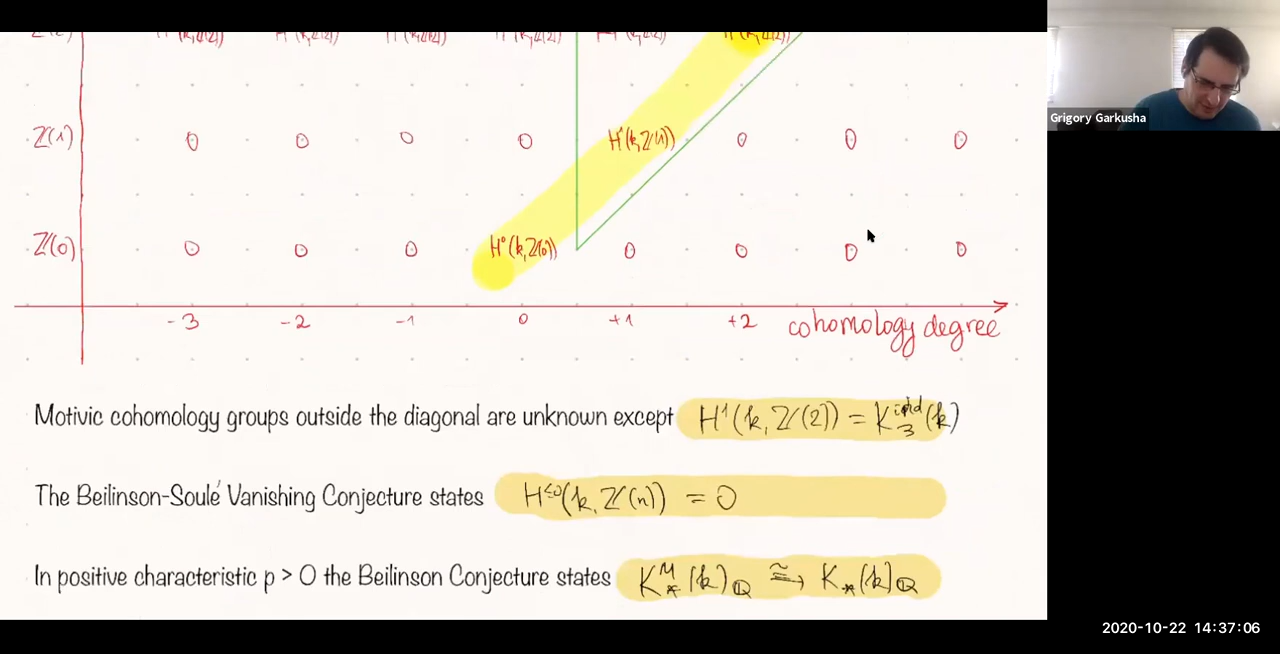 Grigory Garkusha
Z(1) 0 0 0 0 H¹(k,Z(1)) 0 0 0
Z(0) 0 0 0 H⁰(k,Z(0)) 0 0 0 0
-3 -2 -1 0 +1 +2 cohomology degree
Motivic cohomology groups outside the diagonal are unknown except H¹(k, Z(2)) = K₃ⁱⁿᵈ(k)
The Beilinson-Soulé Vanishing Conjecture states H^{≤0}(k, Z(n)) = 0
In positive characteristic p > 0 the Beilinson Conjecture states K^M_*(k)_Q ≅→ K_*(k)_Q
2020-10-22 14:37:06